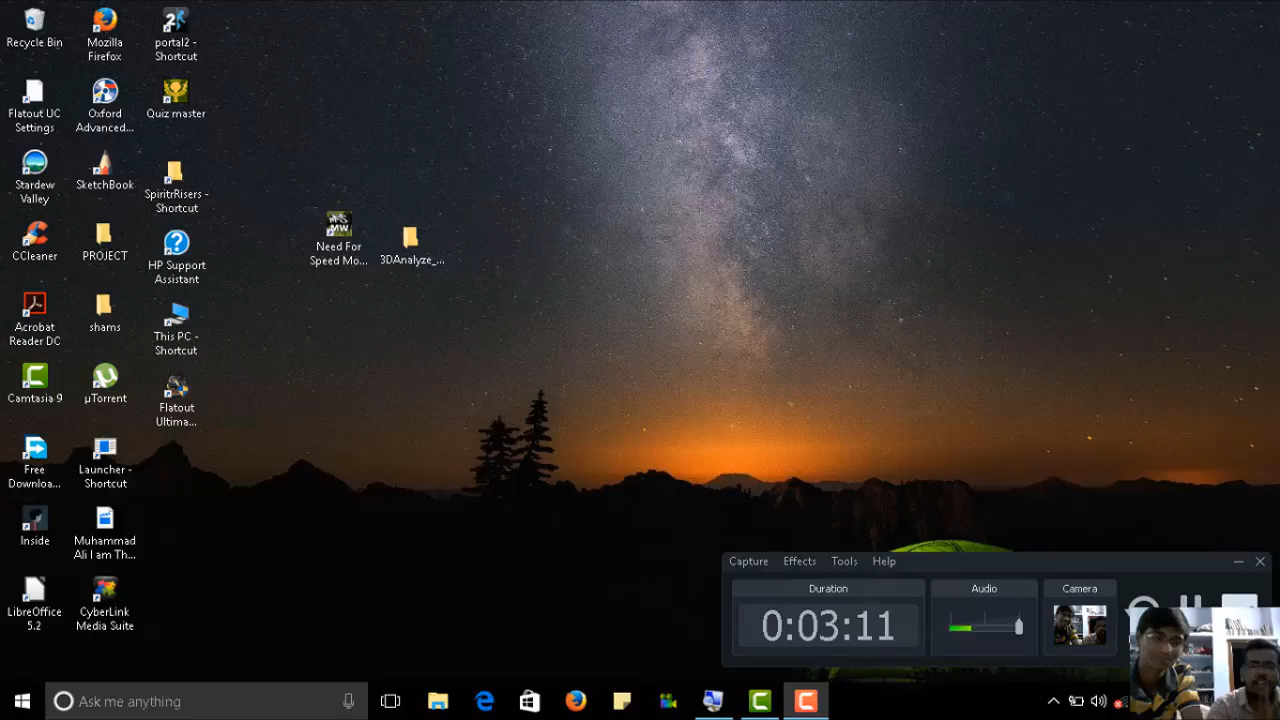 Recycle Bin
Mozilla
Firefox
portal2 -
Shortcut
Flatout UC
Settings
Oxford
Advanced...
Quiz master
Stardew
Valley
SketchBook
SpiritrRisers -
Shortcut
CCleaner
PROJECT
HP Support
Assistant
Need For
Speed Mo...
3DAnalyze_...
Acrobat
Reader DC
shams
This PC -
Shortcut
Camtasia 9
µTorrent
Flatout
Ultima...
Free
Downloa...
Launcher -
Shortcut
Inside
Muhammad
Ali I am Th...
LibreOffice
5.2
CyberLink
Media Suite
Capture Effects Tools Help
Duration
Audio
Camera
0:03:11
Ask me anything